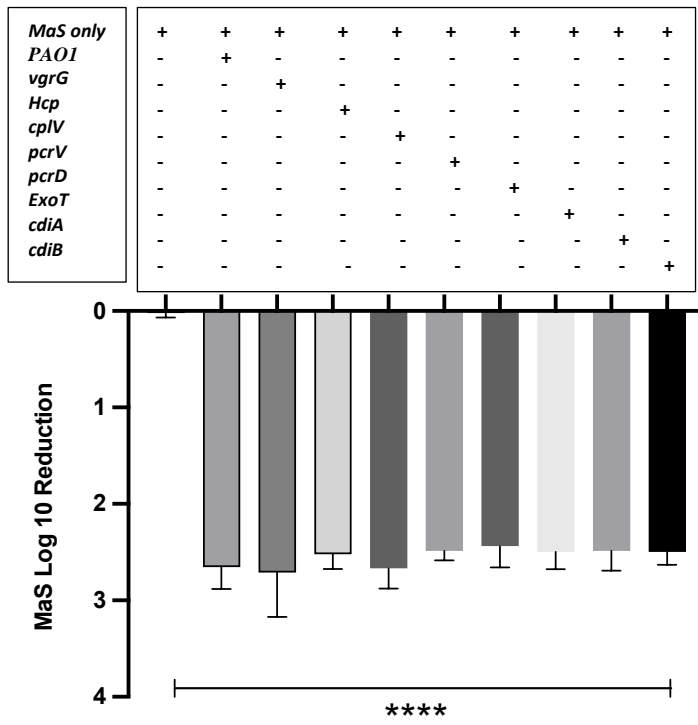 MaS only + + + + + + + + + +
PAO1 - + - - - - - - - -
vgrG - - + - - - - - - -
Hcp - - - + - - - - - -
cplV - - - - + - - - - -
pcrV - - - - - + - - - -
pcrD - - - - - - + - - -
ExoT - - - - - - - + - -
cdiA - - - - - - - - + -
cdiB - - - - - - - - - +
0
1
2
3
4
MaS Log 10 Reduction
****